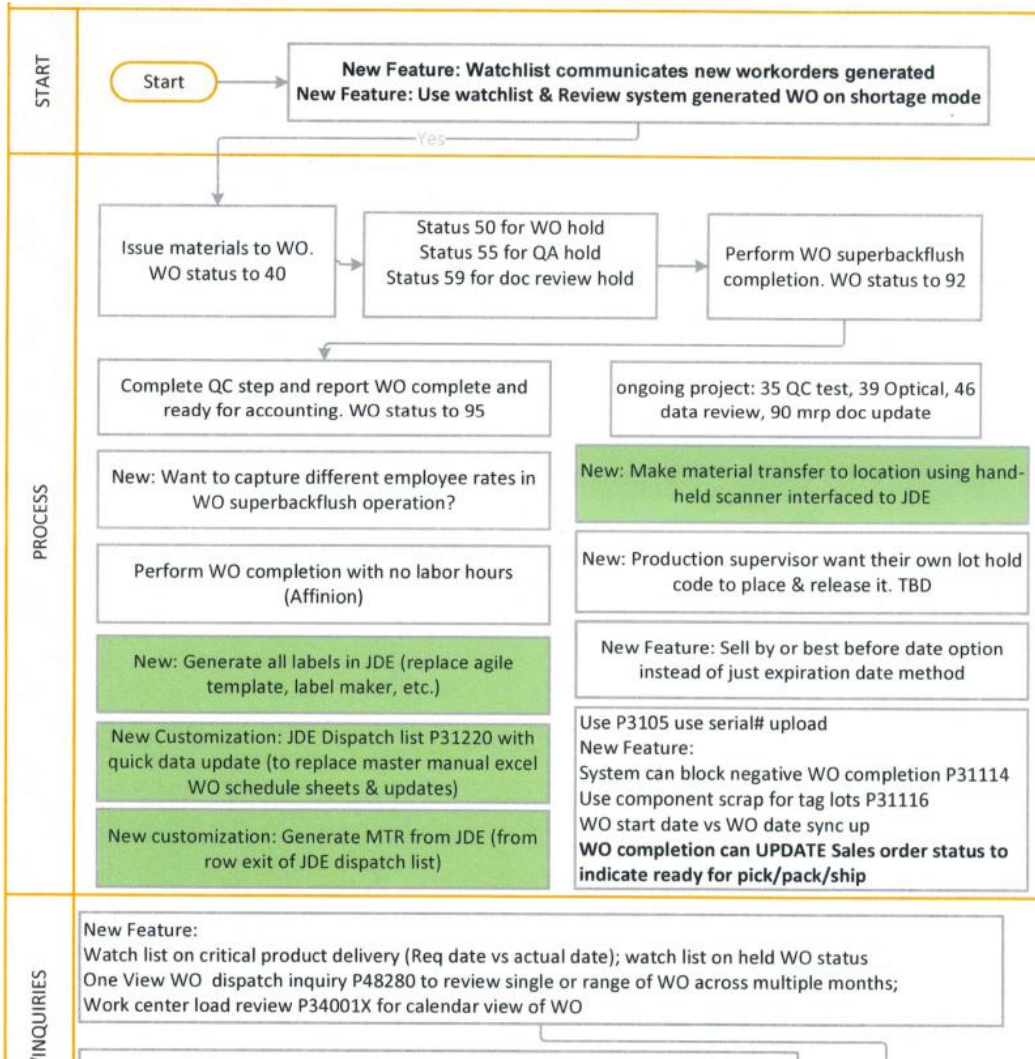 START
Start
New Feature: Watchlist communicates new workorders generated
New Feature: Use watchlist & Review system generated WO on shortage mode
Yes
PROCESS
Issue materials to WO.
WO status to 40
Status 50 for WO hold
Status 55 for QA hold
Status 59 for doc review hold
Perform WO superbackflush
completion. WO status to 92
Complete QC step and report WO complete and
ready for accounting. WO status to 95
ongoing project: 35 QC test, 39 Optical, 46
data review, 90 mrp doc update
New: Want to capture different employee rates in
WO superbackflush operation?
New: Make material transfer to location using hand-
held scanner interfaced to JDE
Perform WO completion with no labor hours
(Affinion)
New: Production supervisor want their own lot hold
code to place & release it. TBD
New: Generate all labels in JDE (replace agile
template, label maker, etc.)
New Feature: Sell by or best before date option
instead of just expiration date method
New Customization: JDE Dispatch list P31220 with
quick data update (to replace master manual excel
WO schedule sheets & updates)
New customization: Generate MTR from JDE (from
row exit of JDE dispatch list)
Use P3105 use serial# upload
New Feature:
System can block negative WO completion P31114
Use component scrap for tag lots P31116
WO start date vs WO date sync up
WO completion can UPDATE Sales order status to
indicate ready for pick/pack/ship
/INQUIRIES
New Feature:
Watch list on critical product delivery (Req date vs actual date); watch list on held WO status
One View WO dispatch inquiry P48280 to review single or range of WO across multiple months;
Work center load review P34001X for calendar view of WO